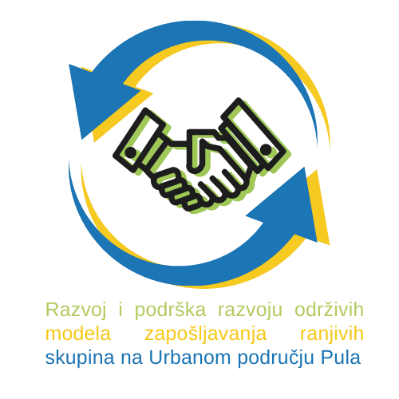 Razvoj i podrška razvoju održivih
modela zapošljavanja ranjivih
skupina na Urbanom području Pula